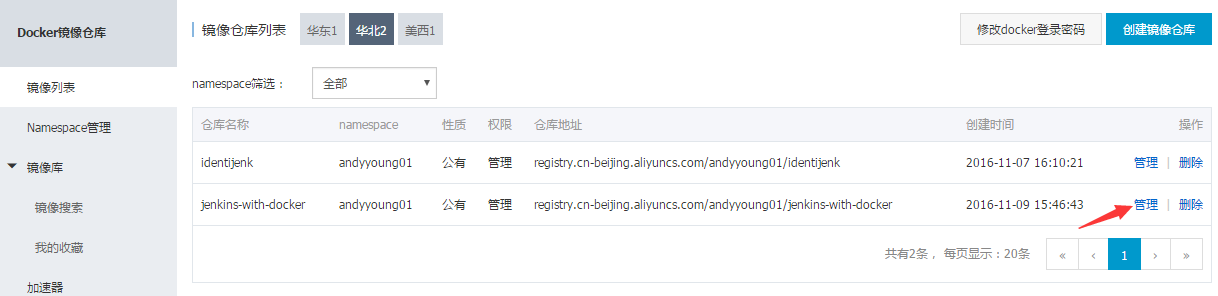 Docker镜像仓库
镜像列表
Namespace管理
镜像库
镜像搜索
我的收藏
加速器
镜像仓库列表 华东1 华北2 美西1 修改docker登录密码 创建镜像仓库
namespace筛选： 全部
仓库名称 namespace 性质 权限 仓库地址 创建时间 操作
identijenk andyyoung01 公有 管理 registry.cn-beijing.aliyuncs.com/andyyoung01/identijenk 2016-11-07 16:10:21 管理 | 删除
jenkins-with-docker andyyoung01 公有 管理 registry.cn-beijing.aliyuncs.com/andyyoung01/jenkins-with-docker 2016-11-09 15:46:43 管理 | 删除
共有2条 ，每页显示：20条 « ‹ 1 › »